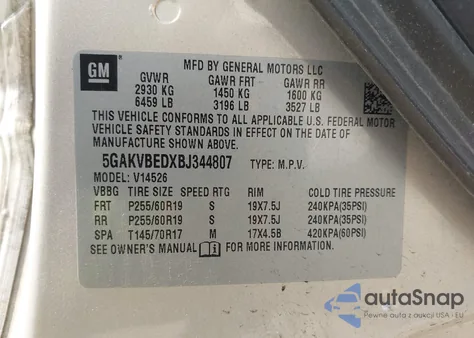 GM
MFD BY GENERAL MOTORS LLC
GVWR GAWR FRT GAWR RR
2930 KG 1450 KG 1600 KG
6459 LB 3196 LB 3527 LB
THIS VEHICLE CONFORMS TO ALL APPLICABLE U.S. FEDERAL MOTOR
VEHICLE SAFETY STANDARDS IN EFFECT ON THE DATE OF
MANUFACTURE SHOWN ABOVE.
5GAKVBEDXBJ344807 TYPE: M.P.V.
MODEL: V14526
VBBG TIRE SIZE SPEED RTG RIM COLD TIRE PRESSURE
FRT P255/60R19 S 19X7.5J 240KPA(35PSI)
RR P255/60R19 S 19X7.5J 240KPA(35PSI)
SPA T145/70R17 M 17X4.5B 420KPA(60PSI)
SEE OWNER'S MANUAL FOR MORE INFORMATION.
autoSnap
Auction pictures USA - EU